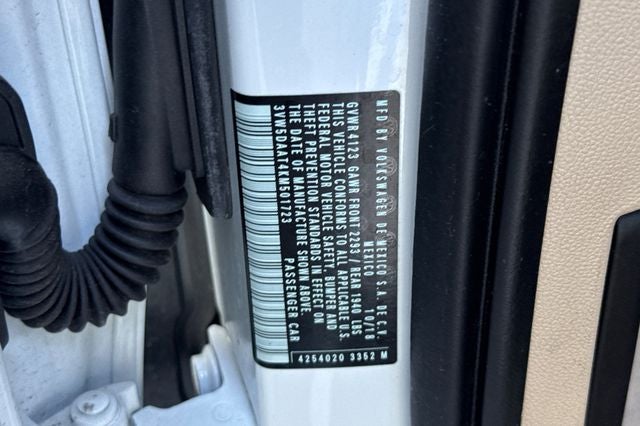 MFD BY VOLKSWAGEN DE MEXICO S.A. DE C.V.
MEXICO 10/18
GVWR 4123 GAWR FRONT 2293 / REAR 1940 LBS
THIS VEHICLE CONFORMS TO ALL APPLICABLE U.S.
FEDERAL MOTOR VEHICLE SAFETY, BUMPER AND
THEFT PREVENTION STANDARDS IN EFFECT ON
THE DATE OF MANUFACTURE SHOWN ABOVE.
3VW5DAAT4KM501723 PASSENGER CAR
4254020 3352 M